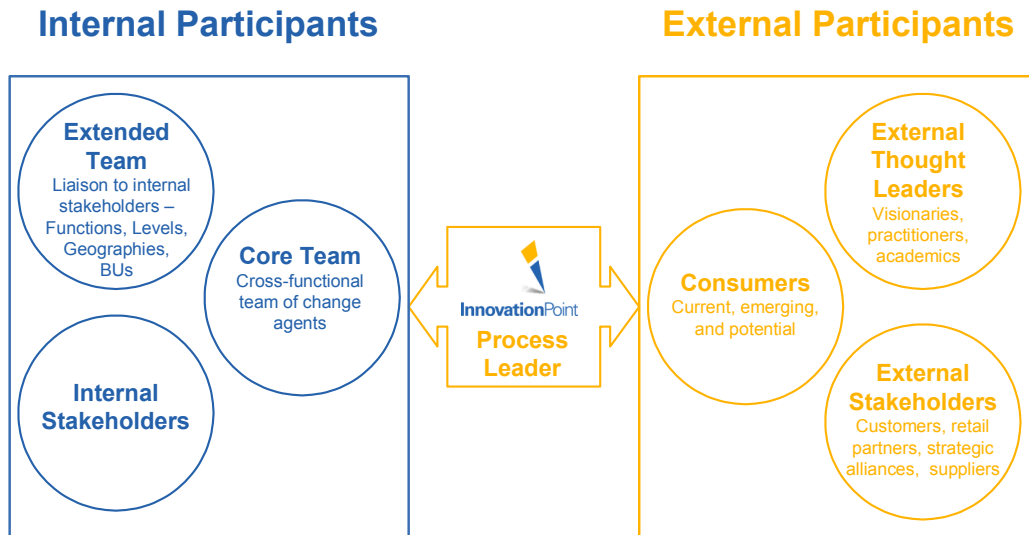 Internal Participants
External Participants
Extended
Team
Liaison to internal
stakeholders –
Functions, Levels,
Geographies,
BUs
Core Team
Cross-functional
team of change
agents
Internal
Stakeholders
InnovationPoint
Process
Leader
Consumers
Current, emerging,
and potential
External
Thought
Leaders
Visionaries,
practitioners,
academics
External
Stakeholders
Customers, retail
partners, strategic
alliances, suppliers